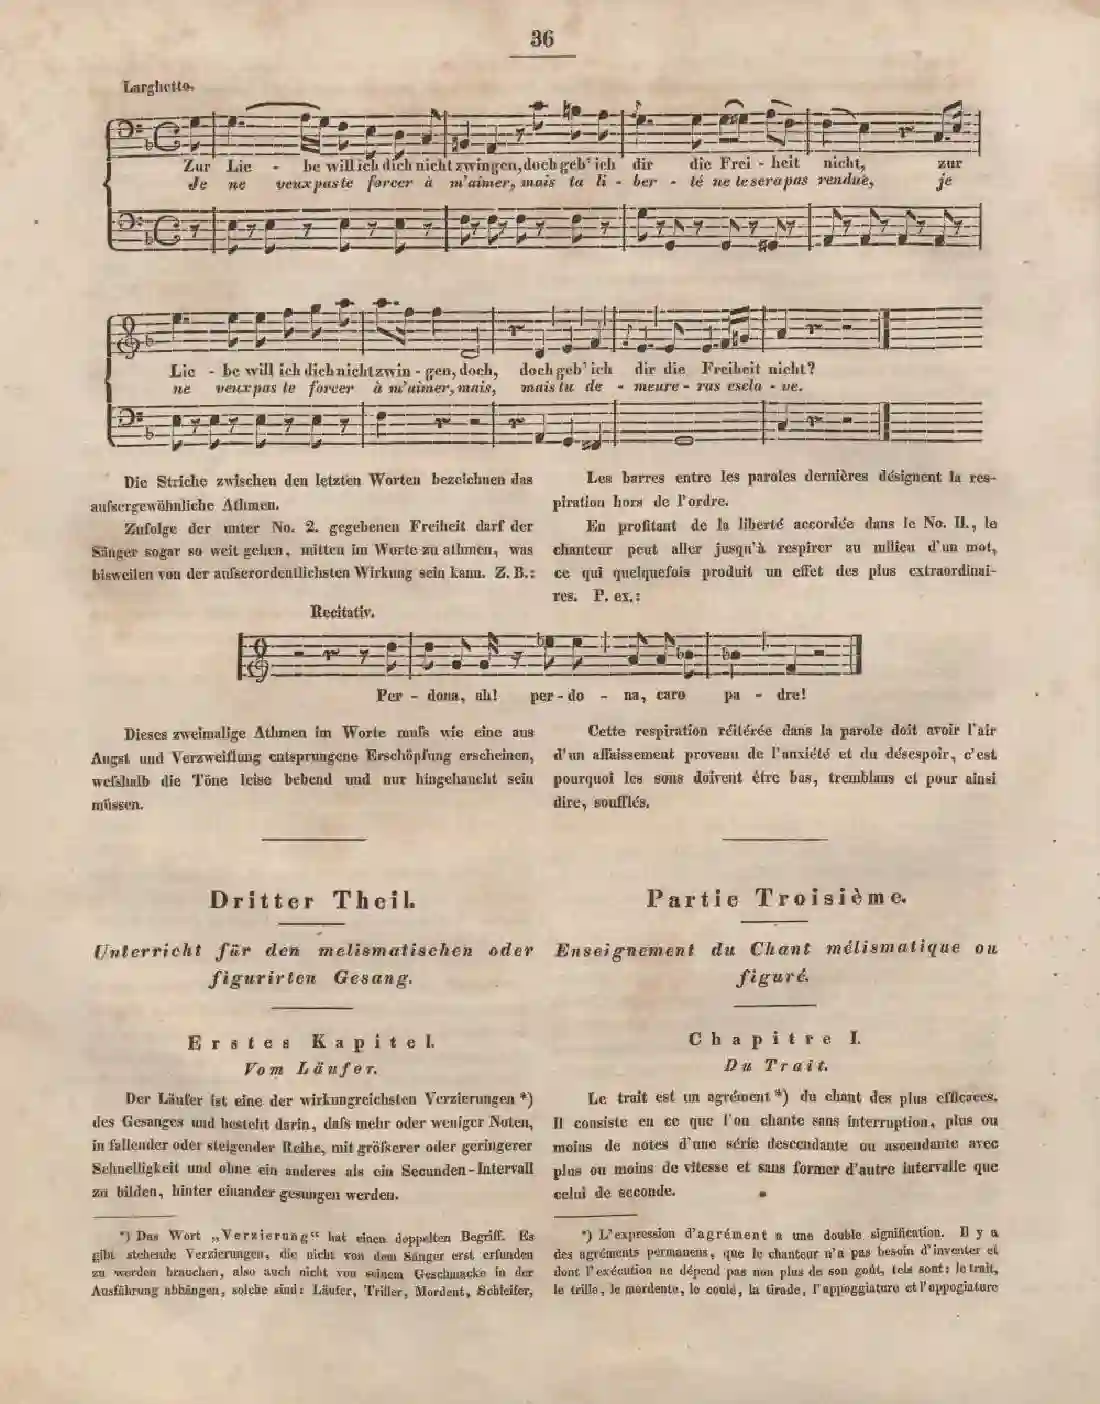 36
Larghetto.
Zur Lie - be will ich dich nicht zwingen, doch geb' ich dir die Frei - heit nicht, zur
Je ne veux pas te forcer à m'aimer, mais ta li - ber - té ne te sera pas rendue, je
Lie - be will ich dich nicht zwin - gen, doch, doch geb' ich dir die Freiheit nicht?
ne veux pas te forcer à m'aimer, mais, mais tu de - meure - ras escla - ve.
Die Striche zwischen den letzten Worten bezeichnen das
aufsergewöhnliche Athmen.
Zufolge der unter No. 2. gegebenen Freiheit darf der
Sänger sogar so weit gehen, mitten im Worte zu athmen, was
bisweilen von der aufserordentlichsten Wirkung sein kann. Z. B.:
Les barres entre les paroles dernières désignent la res-
piration hors de l'ordre.
En profitant de la liberté accordée dans le No. II., le
chanteur peut aller jusqu'à respirer au milieu d'un mot,
ce qui quelquefois produit un effet des plus extraordinai-
res. P. ex.:
Recitativ.
Per - dona, ah! per - do - na, caro pa - dre!
Dieses zweimalige Athmen im Worte mufs wie eine aus
Angst und Verzweiflung entsprungene Erschöpfung erscheinen,
wefshalb die Töne leise bebend und nur hingehaucht sein
müssen.
Cette respiration réitérée dans la parole doit avoir l'air
d'un affaissement provenu de l'anxiété et du désespoir, c'est
pourquoi les sons doivent étre bas, tremblans et pour ainsi
dire, soufflés.
Dritter Theil.
Unterricht für den melismatischen oder
figurirten Gesang.
Erstes Kapitel.
Vom Läufer.
Der Läufer ist eine der wirkungreichsten Verzierungen *)
des Gesanges und besteht darin, dafs mehr oder weniger Noten,
in fallender oder steigender Reihe, mit gröfserer oder geringerer
Schnelligkeit und ohne ein anderes als ein Secunden-Intervall
zu bilden, hinter einander gesungen werden.
*) Das Wort „Verzierung“ hat einen doppelten Begriff. Es
gibt stehende Verzierungen, die nicht von dem Sänger erst erfunden
zu werden brauchen, also auch nicht von seinem Geschmacke in der
Ausführung abhängen, solche sind: Läufer, Triller, Mordent, Schleifer,
Partie Troisième.
Enseignement du Chant mélismatique ou
figuré.
Chapitre I.
Du Trait.
Le trait est un agrément *) du chant des plus efficaces.
Il consiste en ce que l'on chante sans interruption, plus ou
moins de notes d'une série descendante ou ascendante avec
plus ou moins de vitesse et sans former d'autre intervalle que
celui de seconde.
*) L'expression d'agrément a une double signification. Il y a
des agréments permanens, que le chanteur n'a pas besoin d'inventer et
dont l'exécution ne dépend pas non plus de son goût, tels sont: le trait,
le trille, le mordente, le coulé, la tirade, l'appoggiature et l'appogiature